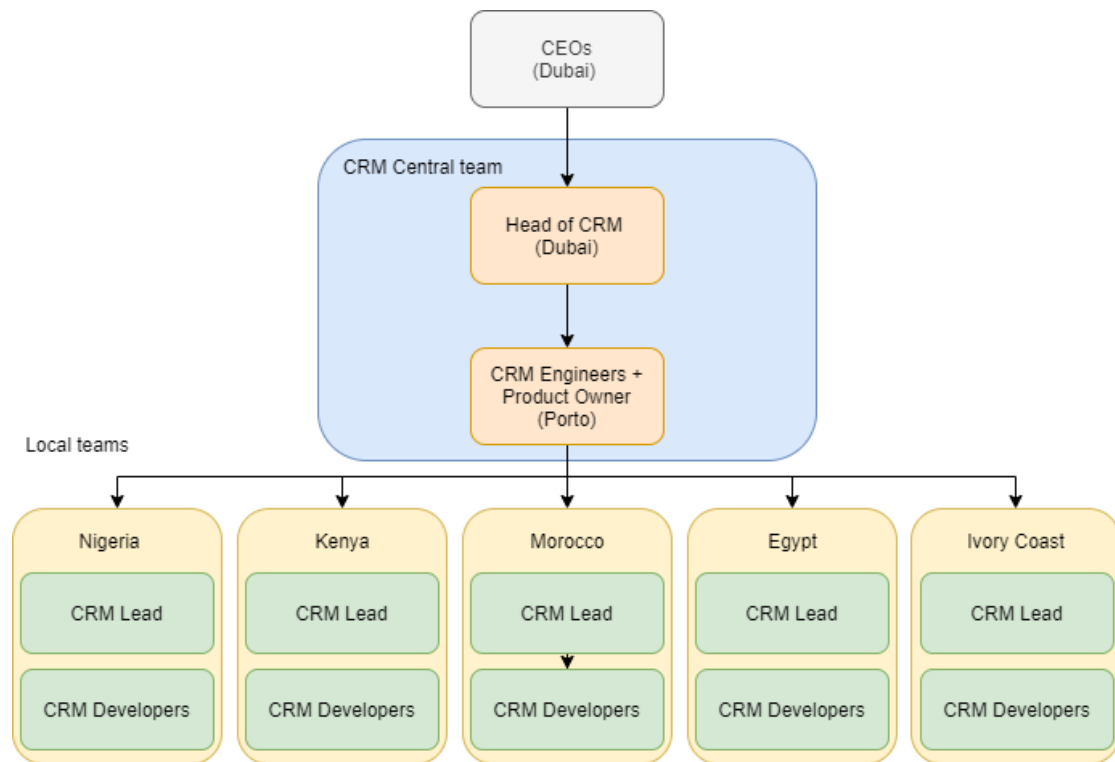 CEOs
(Dubai)
CRM Central team
Head of CRM
(Dubai)
CRM Engineers +
Product Owner
(Porto)
Local teams
Nigeria
Kenya
Morocco
Egypt
Ivory Coast
CRM Lead
CRM Lead
CRM Lead
CRM Lead
CRM Lead
CRM Developers
CRM Developers
CRM Developers
CRM Developers
CRM Developers